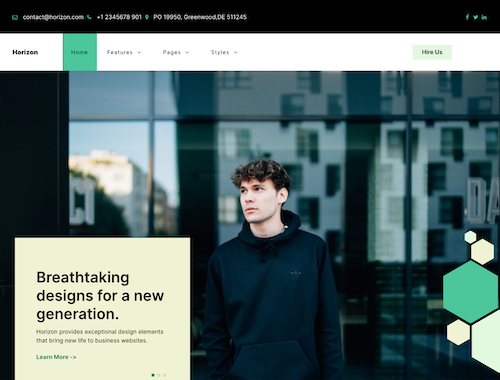 contact@horizon.com +1 2345678 901 PO 19950, Greenwood,DE 511245
Horizon Home Features Pages Styles Hire Us
CI
DA
Breathtaking
designs for a new
generation.
Horizon provides exceptional design elements
that bring new life to business websites.
Learn More ->